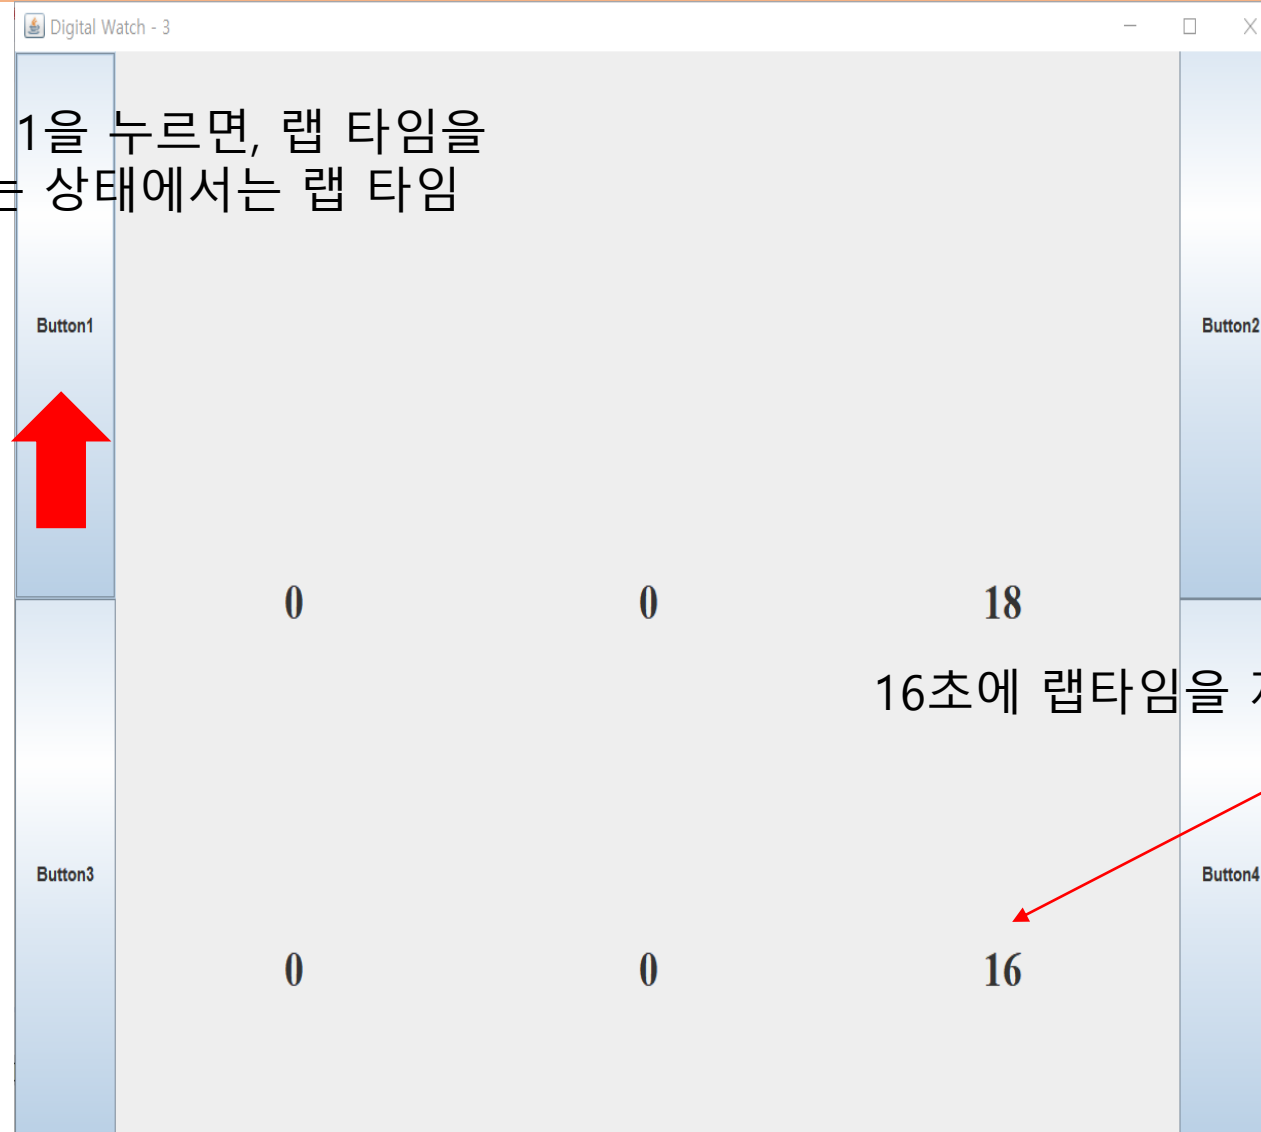 Digital Watch - 3
1을 누르면, 랩 타임을
는 상태에서는 랩 타임
Button1
Button2
0 0 18
16초에 랩타임을
Button3
Button4
0 0 16